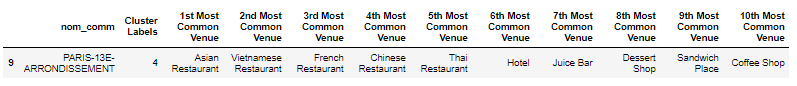 nom_comm Cluster Labels 1st Most Common Venue 2nd Most Common Venue 3rd Most Common Venue 4th Most Common Venue 5th Most Common Venue 6th Most Common Venue 7th Most Common Venue 8th Most Common Venue 9th Most Common Venue 10th Most Common Venue
9 PARIS-13E-ARRONDISSEMENT 4 Asian Restaurant Vietnamese Restaurant French Restaurant Chinese Restaurant Thai Restaurant Hotel Juice Bar Dessert Shop Sandwich Place Coffee Shop